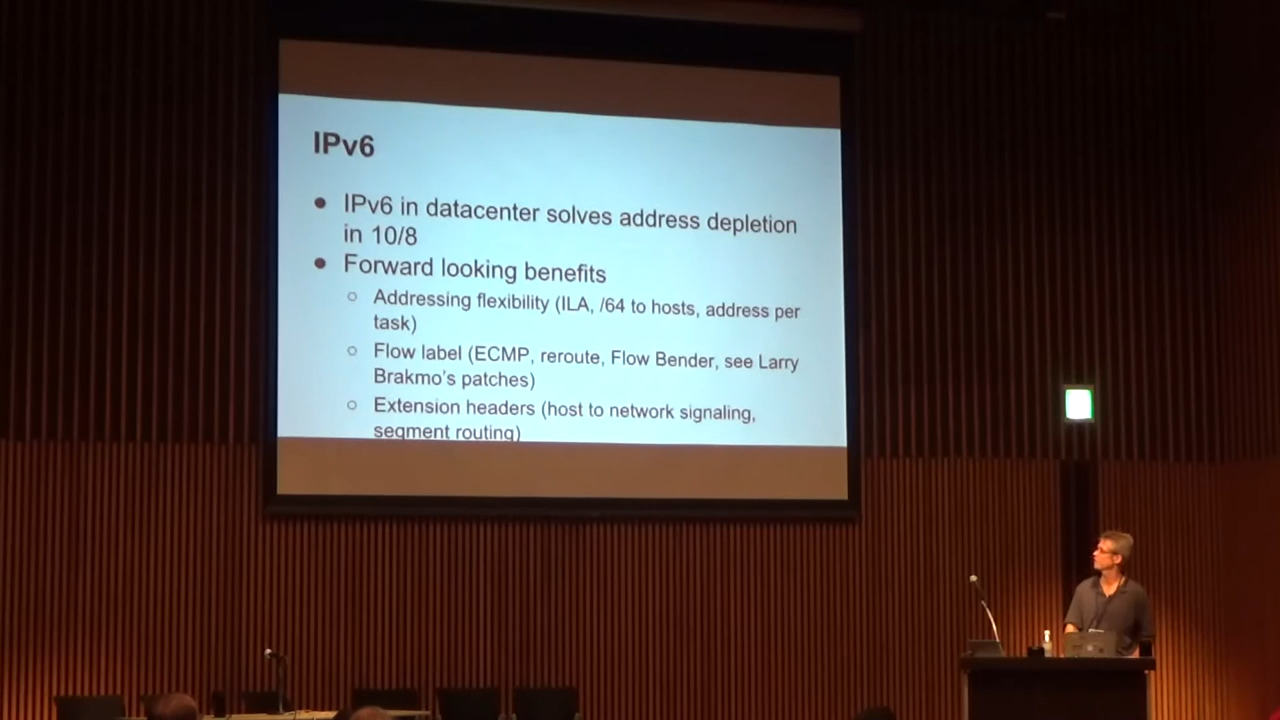 IPv6
● IPv6 in datacenter solves address depletion
in 10/8
● Forward looking benefits
○ Addressing flexibility (ILA, /64 to hosts, address per
task)
○ Flow label (ECMP, reroute, Flow Bender, see Larry
Brakmo's patches)
○ Extension headers (host to network signaling,
segment routing)